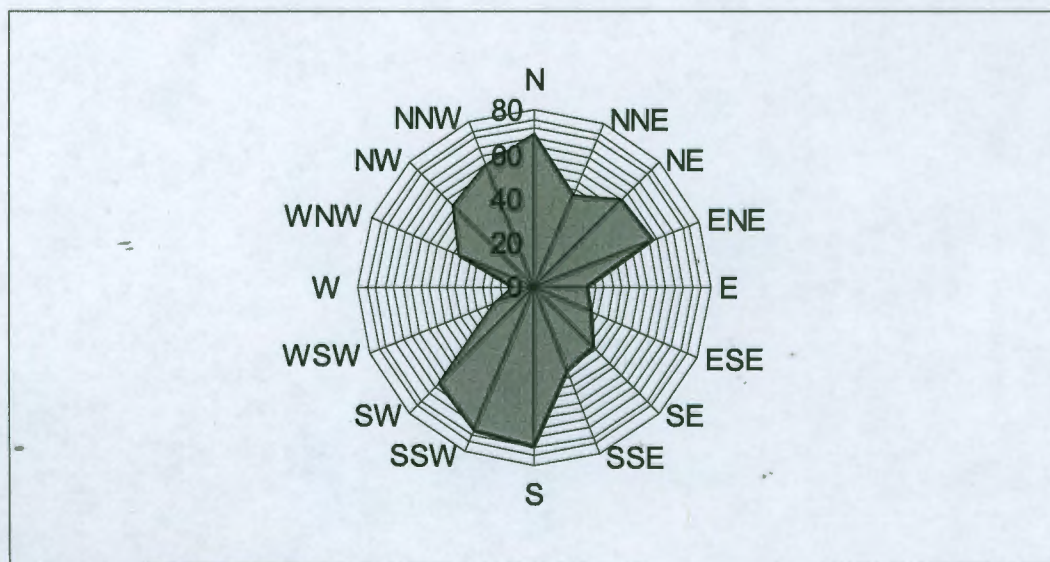 N
NNW 80 NNE
NW 60 NE
WNW 40 ENE
20
W 0 E
WSW ESE
SW SE
SSW SSE
S